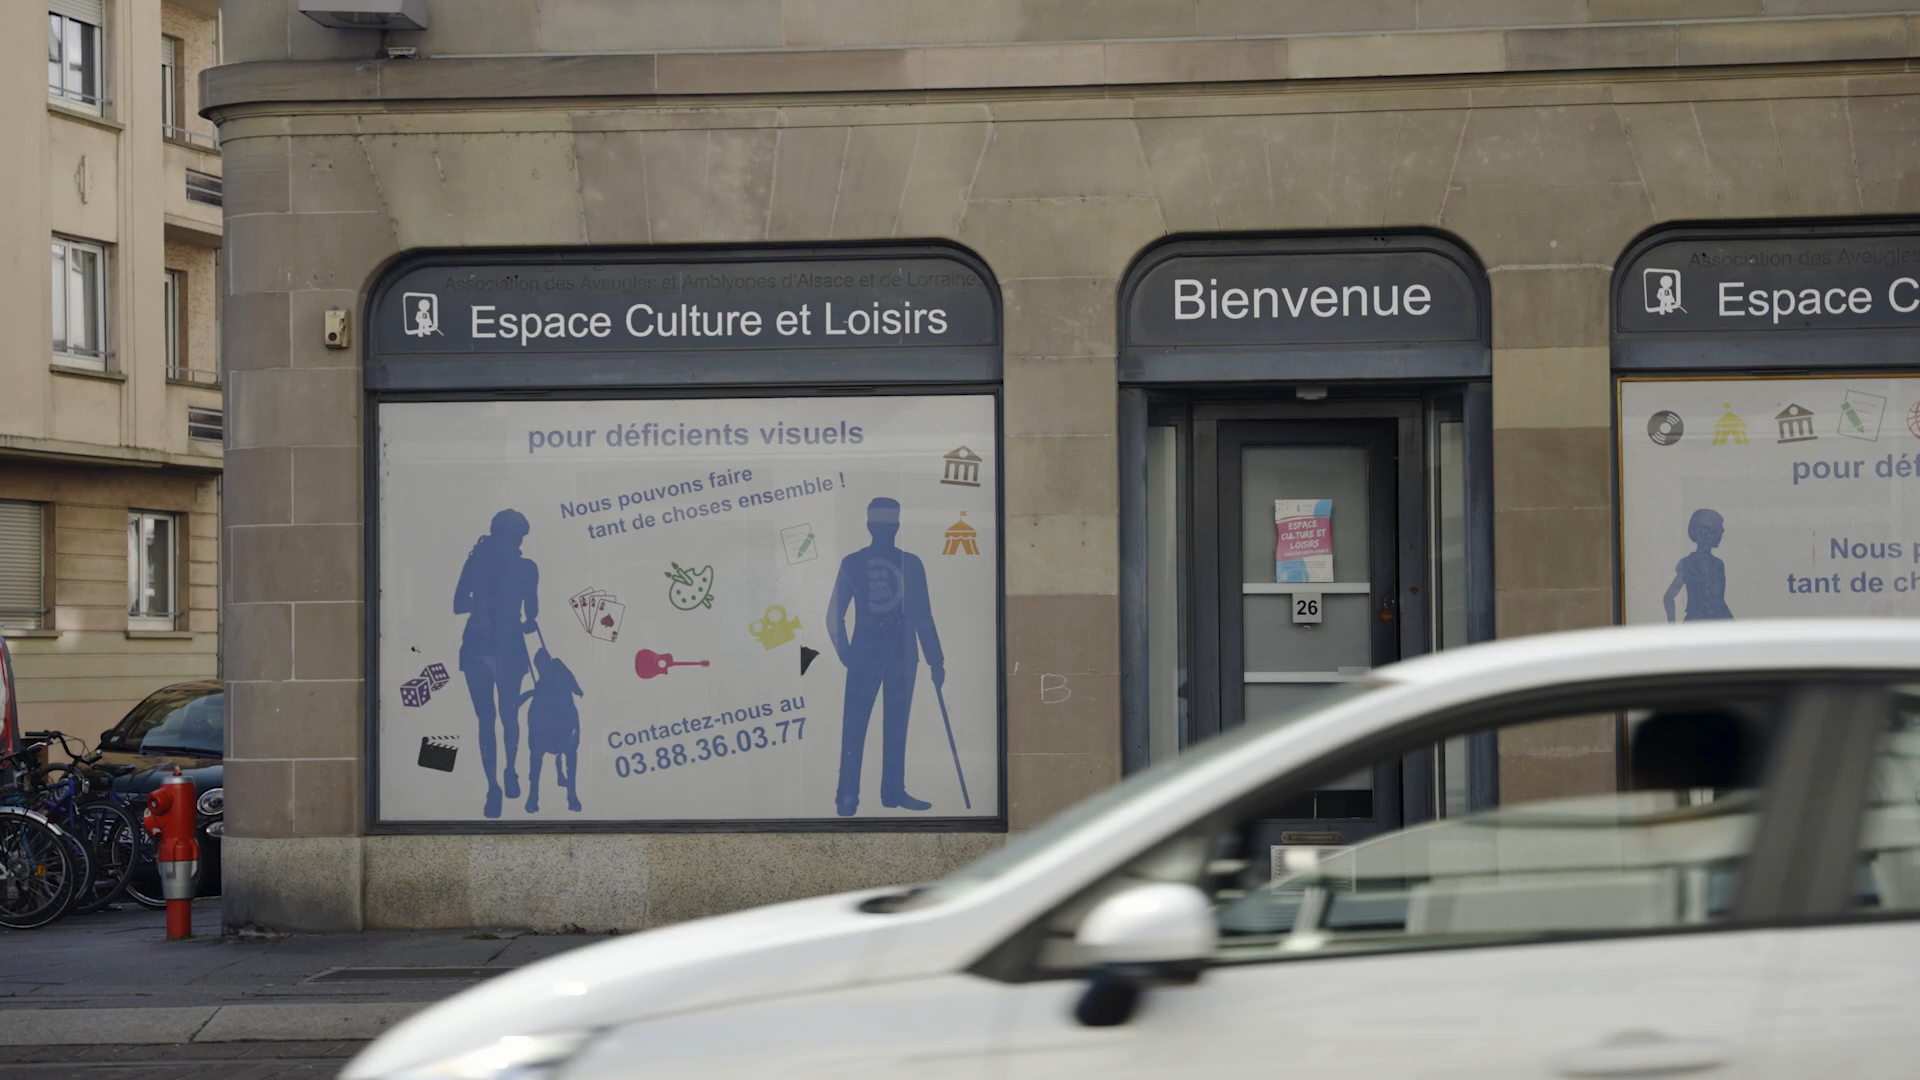 Association des Aveugles et Amblyopes d'Alsace et de Lorraine
Espace Culture et Loisirs
pour déficients visuels
Nous pouvons faire
tant de choses ensemble !
Contactez-nous au
03.88.36.03.77
B
Bienvenue
ESPACE
CULTURE ET
LOISIRS
26
Association des Aveugles
Espace C
pour déf
Nous p
tant de ch